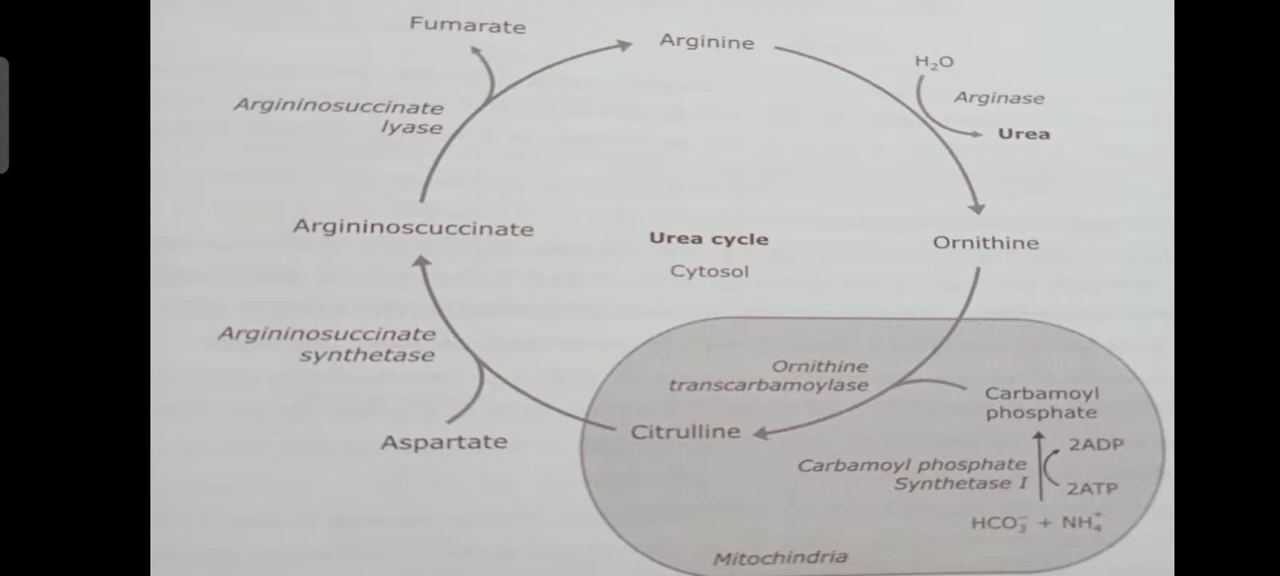 Fumarate
Arginine
H₂O
Argininosuccinate
lyase
Arginase
Urea
Argininoscuccinate
Urea cycle
Cytosol
Ornithine
Argininosuccinate
synthetase
Ornithine
transcarbamoylase
Carbamoyl
phosphate
Aspartate
Citrulline
2ADP
Carbamoyl phosphate
Synthetase I
2ATP
HCO₃⁻ + NH₄⁺
Mitochindria